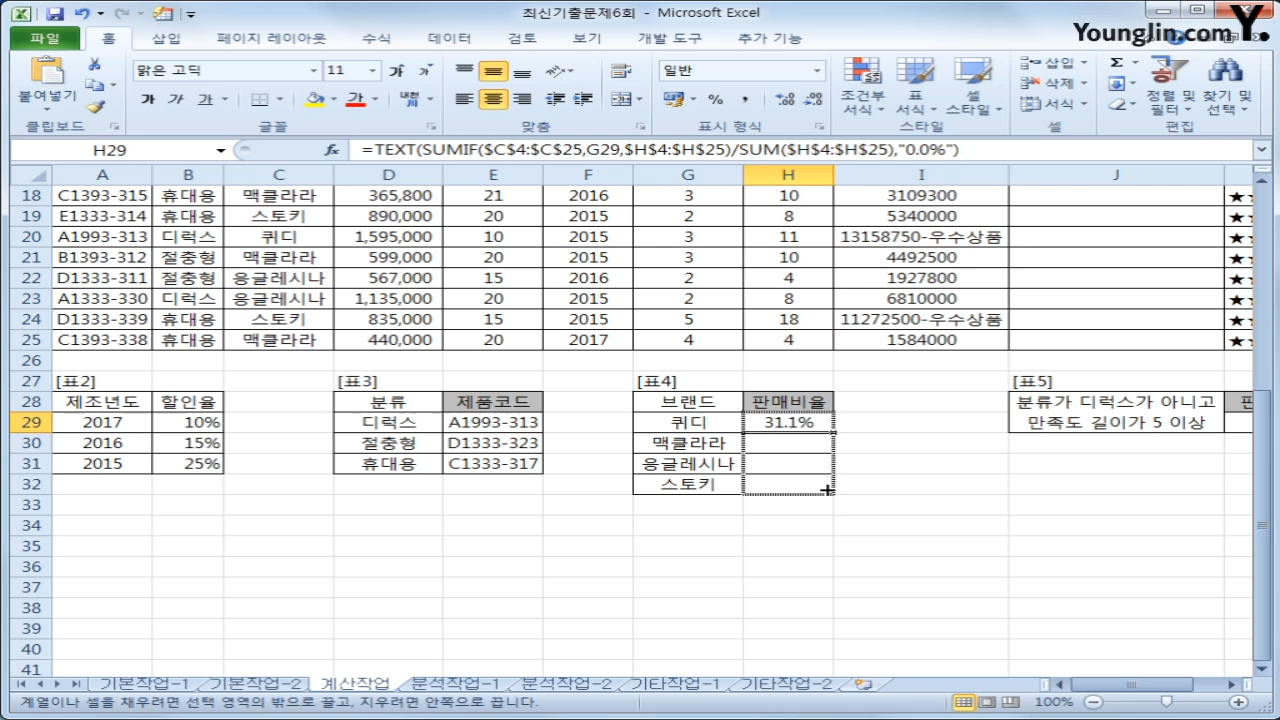 최신기출문제6회 - Microsoft Excel
Younglin.com Y.
파일 홈 삽입 페이지 레이아웃 수식 데이터 검토 보기 개발 도구 추가 기능
붙여넣기
맑은 고딕 11
가 가 가 가 가 가
내천
일반
% ,
조건부 서식
표 서식
셀 스타일
삽입
삭제
서식
Σ
정렬 및 필터
찾기 및 선택
클립보드 글꼴 맞춤 표시 형식 스타일 셀 편집
H29 fx =TEXT(SUMIF($C$4:$C$25,G29,$H$4:$H$25)/SUM($H$4:$H$25),"0.0%")
A B C D E F G H I J
18 C1393-315 휴대용 맥클라라 365,800 21 2016 3 10 3109300 ★
19 E1333-314 휴대용 스토키 890,000 20 2015 2 8 5340000 ★
20 A1993-313 디럭스 퀴디 1,595,000 10 2015 3 11 13158750-우수상품 ★
21 B1393-312 절충형 맥클라라 599,000 20 2015 3 10 4492500 ★
22 D1333-311 절충형 응글레시나 567,000 15 2016 2 4 1927800 ★
23 A1333-330 디럭스 응글레시나 1,135,000 20 2015 2 8 6810000 ★
24 D1333-339 휴대용 스토키 835,000 15 2015 5 18 11272500-우수상품 ★
25 C1393-338 휴대용 맥클라라 440,000 20 2017 4 4 1584000 ★
26
27 [표2] [표3] [표4] [표5]
28 제조년도 할인율 분류 제품코드 브랜드 판매비율 분류가 디럭스가 아니고
29 2017 10% 디럭스 A1993-313 퀴디 31.1% 만족도 길이가 5 이상
30 2016 15% 절충형 D1333-323 맥클라라
31 2015 25% 휴대용 C1333-317 응글레시나
32 스토키
33
34
35
36
37
38
39
40
41
기본작업-1 기본작업-2 계산작업 분석작업-1 분석작업-2 기타작업-1 기타작업-2
계열이나 셀을 채우려면 선택 영역의 밖으로 끌고, 지우려면 안쪽으로 끕니다. 100%